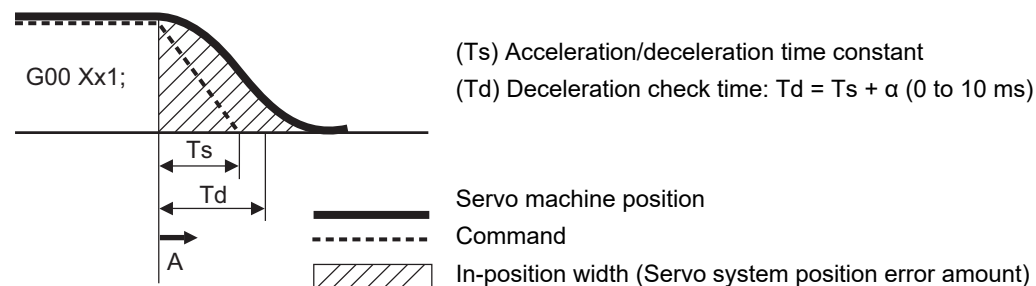 (Ts) Acceleration/deceleration time constant
G00 Xx1;
(Td) Deceleration check time: Td = Ts + α (0 to 10 ms)
Ts
Td
Servo machine position
Command
A
In-position width (Servo system position error amount)